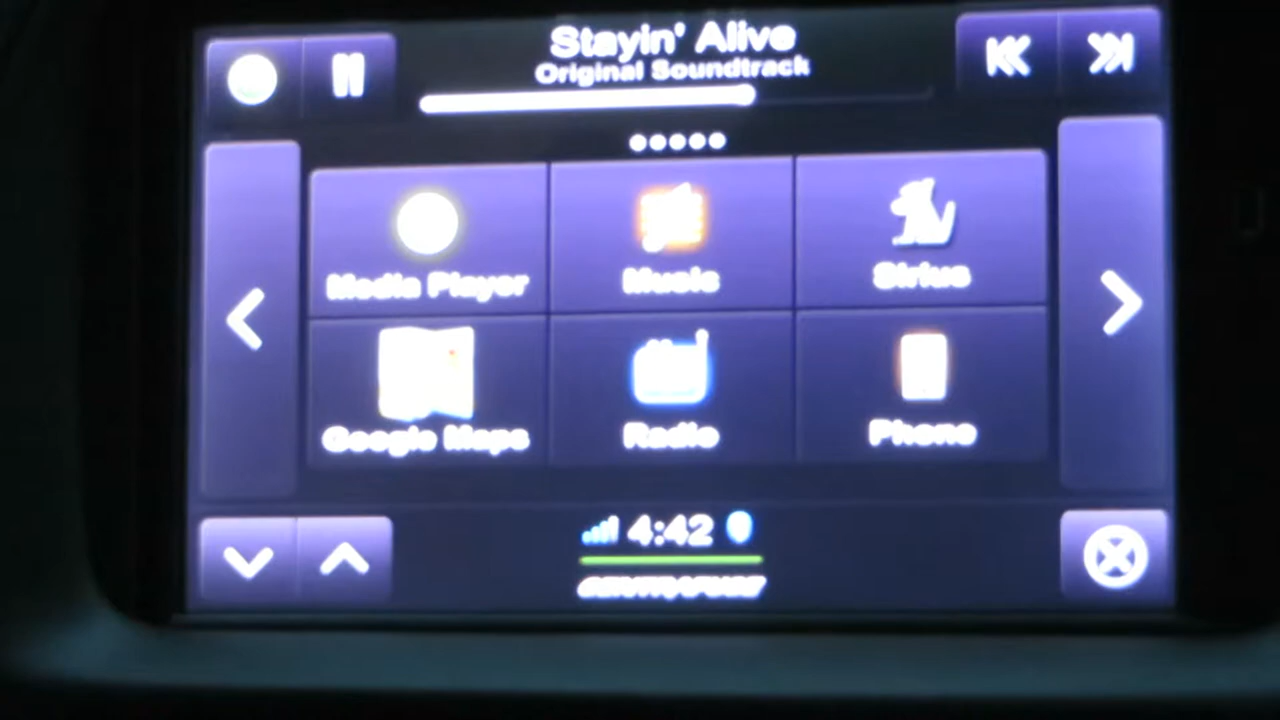 Stayin' Alive
Original Soundtrack
Media Player
Music
Sirius
Google Maps
Radio
Phone
4:42